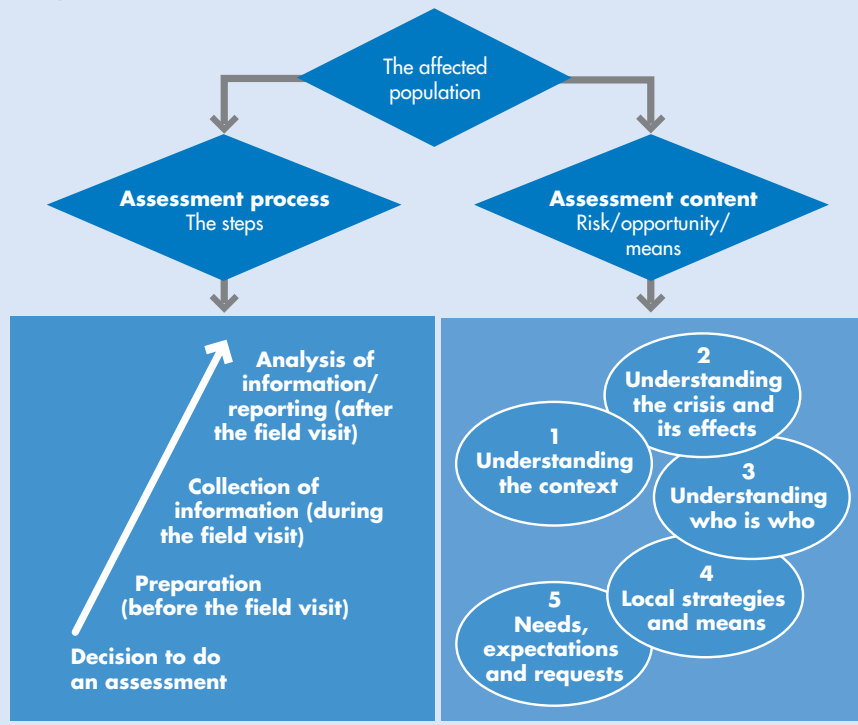 The affected
population
Assessment process
The steps
Assessment content
Risk/opportunity/
means
Analysis of
information/
reporting (after
the field visit)
Collection of
information (during
the field visit)
Preparation
(before the field visit)
Decision to do
an assessment
1
Understanding
the context
2
Understanding
the crisis and
its effects
3
Understanding
who is who
4
Local strategies
and means
5
Needs,
expectations
and requests